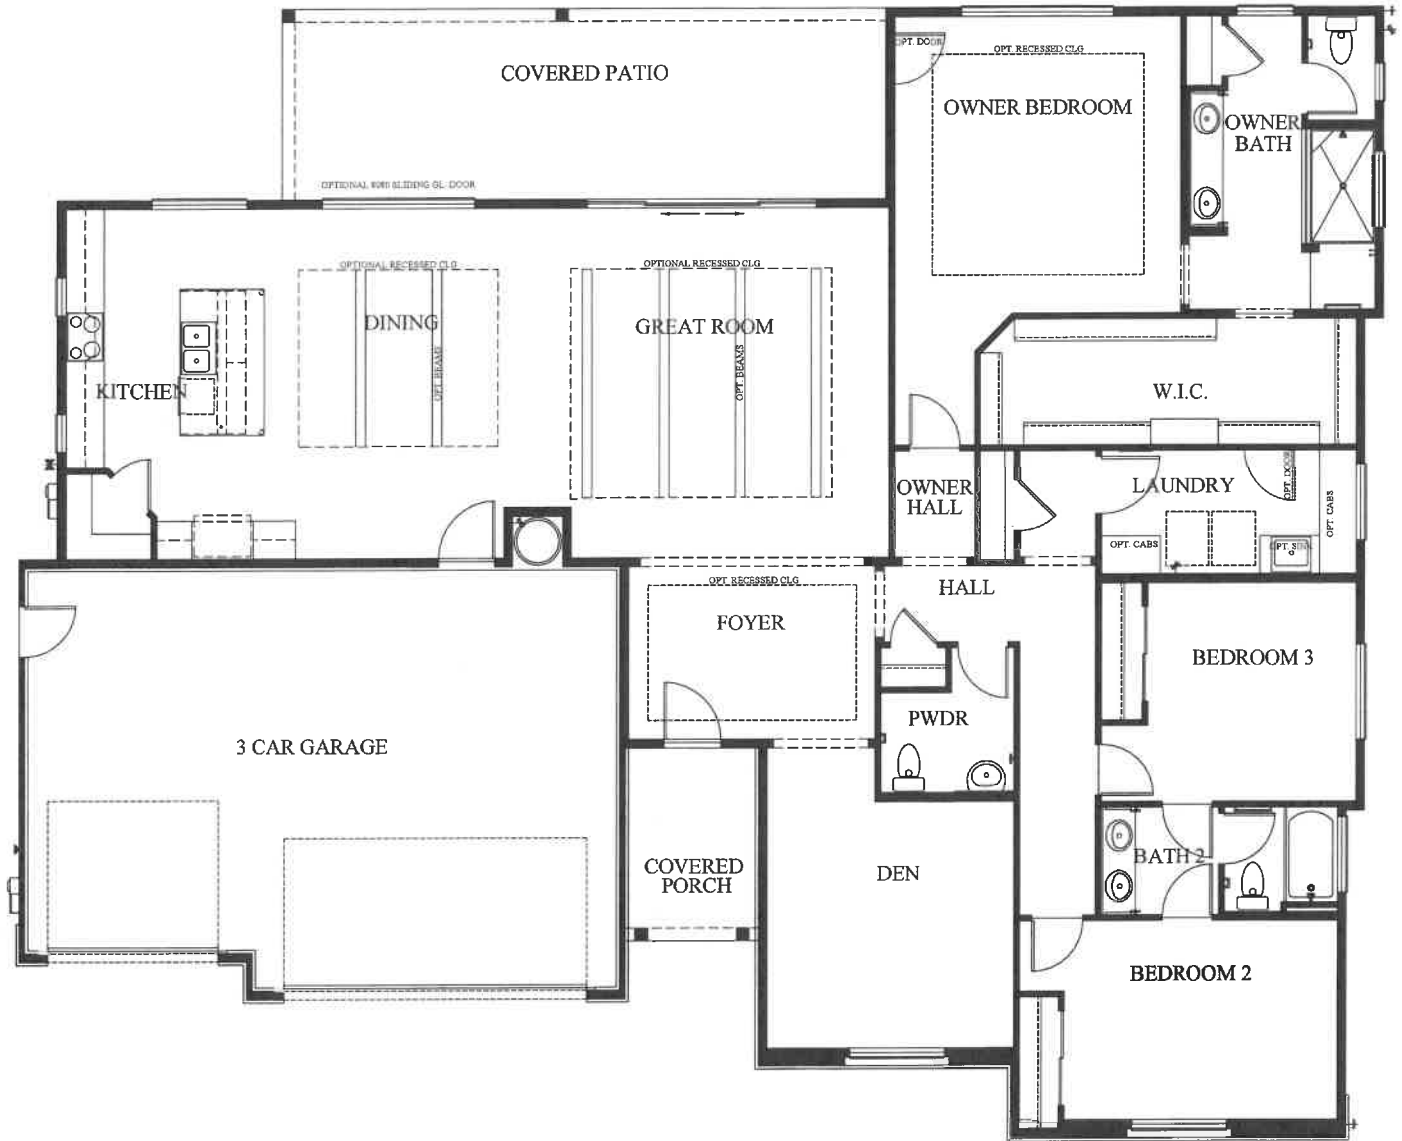 COVERED PATIO
OPTIONAL 8080 SLIDING GL. DOOR
OPT. DOOR
OPT. RECESSED CLG
OWNER BEDROOM
OWNER
BATH
OPTIONAL RECESSED CLG
DINING
OPT. BEAMS
OPTIONAL RECESSED CLG
GREAT ROOM
OPT. BEAMS
KITCHEN
W.I.C.
OWNER
HALL
LAUNDRY
OPT. DOOR
OPT. CABS
OPT. CABS
OPT. SINK
HALL
OPT. RECESSED CLG
FOYER
BEDROOM 3
PWDR
3 CAR GARAGE
COVERED
PORCH
DEN
BATH 2
BEDROOM 2